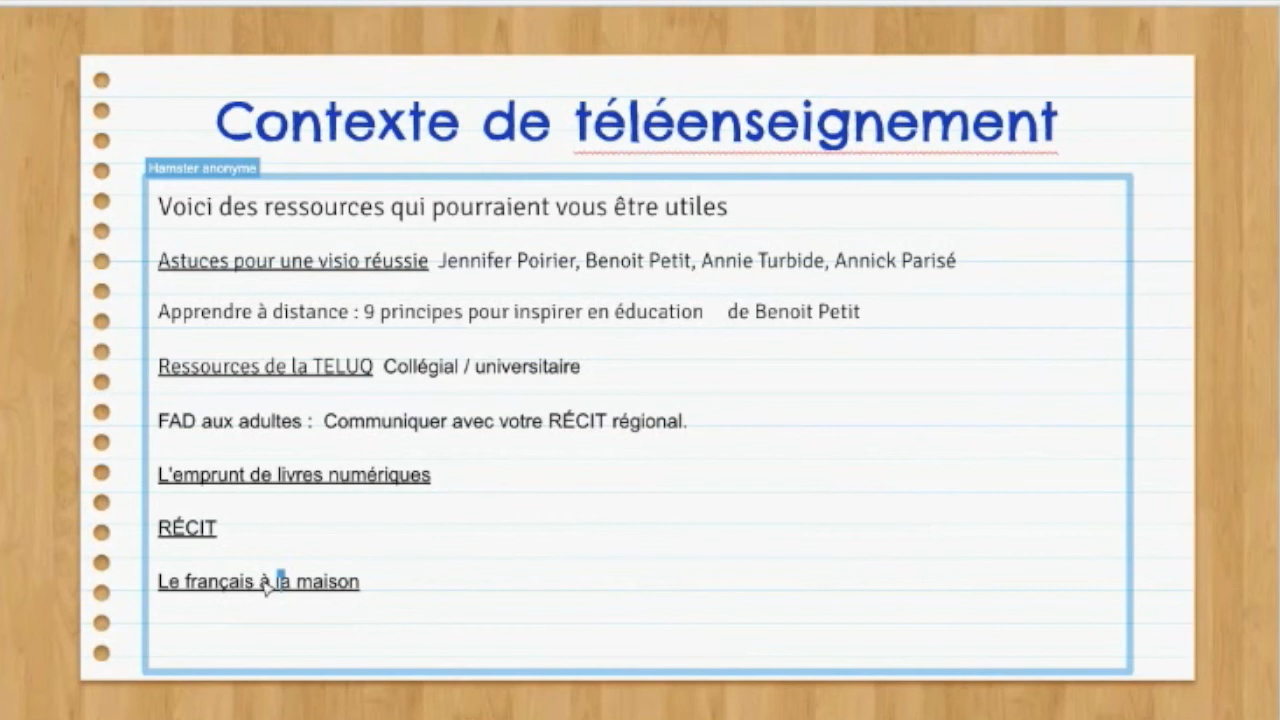 Contexte de téléenseignement
Hamster anonyme
Voici des ressources qui pourraient vous être utiles
Astuces pour une visio réussie Jennifer Poirier, Benoit Petit, Annie Turbide, Annick Parisé
Apprendre à distance : 9 principes pour inspirer en éducation de Benoit Petit
Ressources de la TELUQ Collégial / universitaire
FAD aux adultes : Communiquer avec votre RÉCIT régional.
L'emprunt de livres numériques
RÉCIT
Le français à la maison